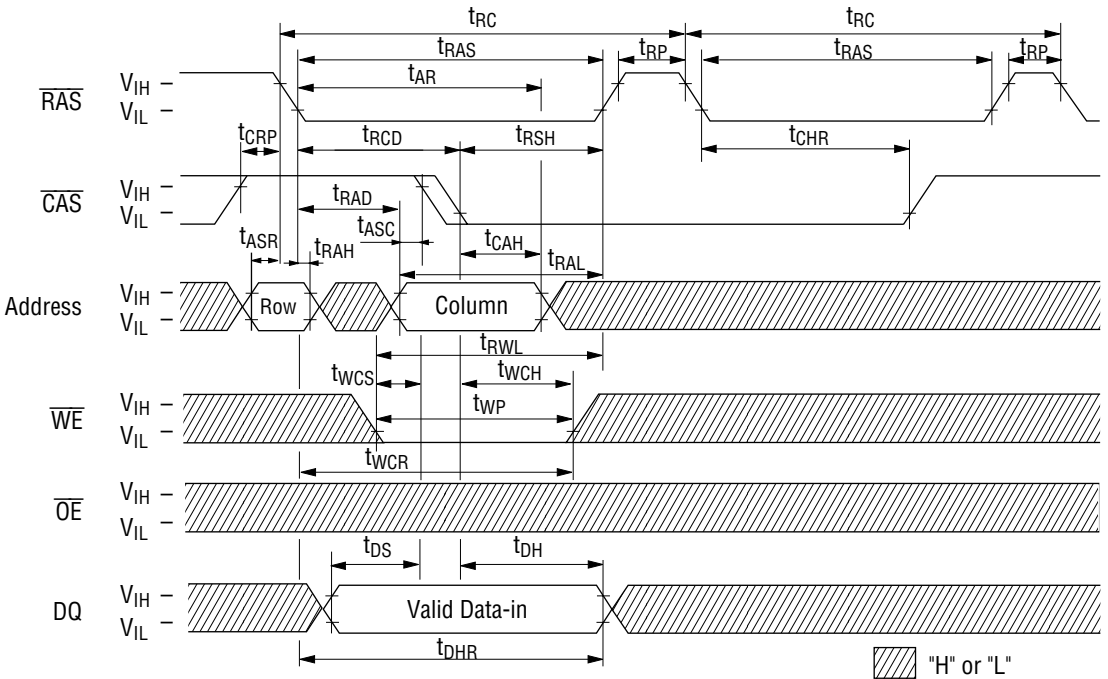 tRC tRC
tRAS tRAS
tRP tRP
tAR
RAS VIH
VIL
tCRP tRCD tRSH tCHR
CAS VIH
VIL
tRAD
tASC
tASR tRAH tCAH
tRAL
Address VIH
VIL
Row Column
tRWL
tWCS tWCH
tWP
WE VIH
VIL
tWCR
OE VIH
VIL
tDS tDH
DQ VIH
VIL
Valid Data-in
tDHR
"H" or "L"